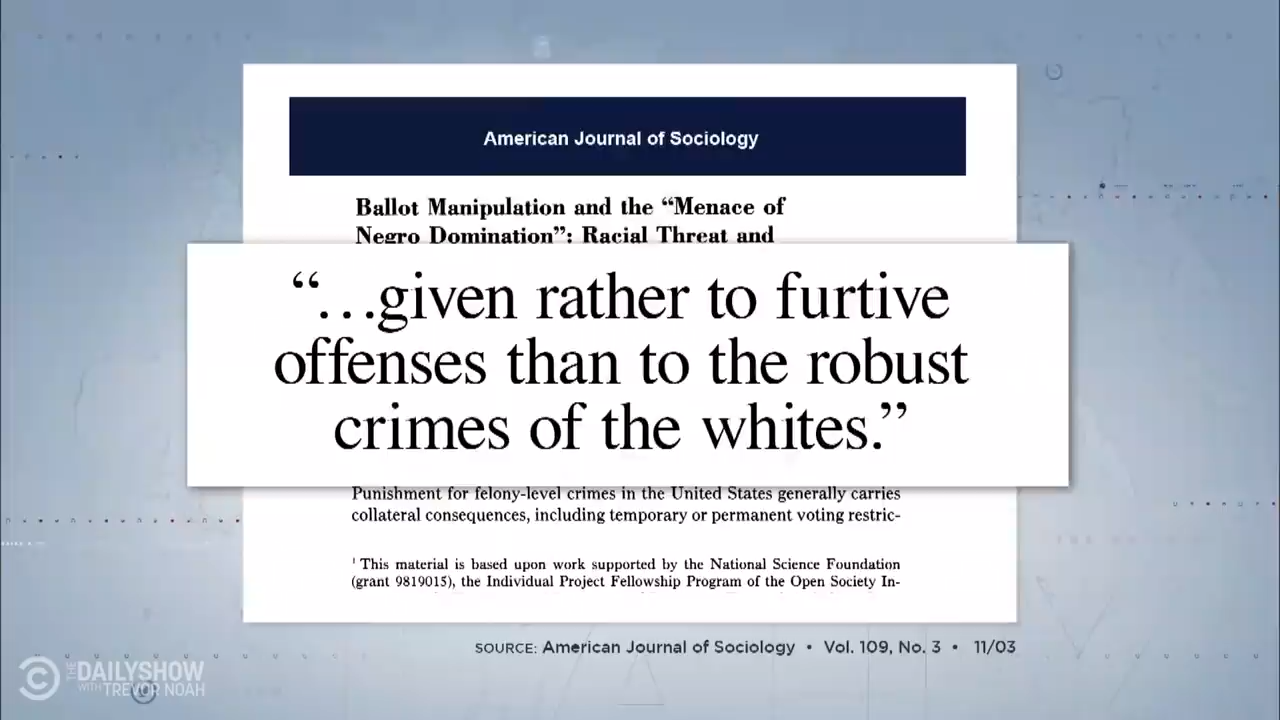 American Journal of Sociology
Ballot Manipulation and the “Menace of
Negro Domination”: Racial Threat and
“…given rather to furtive
offenses than to the robust
crimes of the whites.”
Punishment for felony-level crimes in the United States generally carries
collateral consequences, including temporary or permanent voting restric-
¹ This material is based upon work supported by the National Science Foundation
(grant 9819015), the Individual Project Fellowship Program of the Open Society In-
SOURCE: American Journal of Sociology • Vol. 109, No. 3 • 11/03
THE DAILYSHOW
WITH TREVOR NOAH